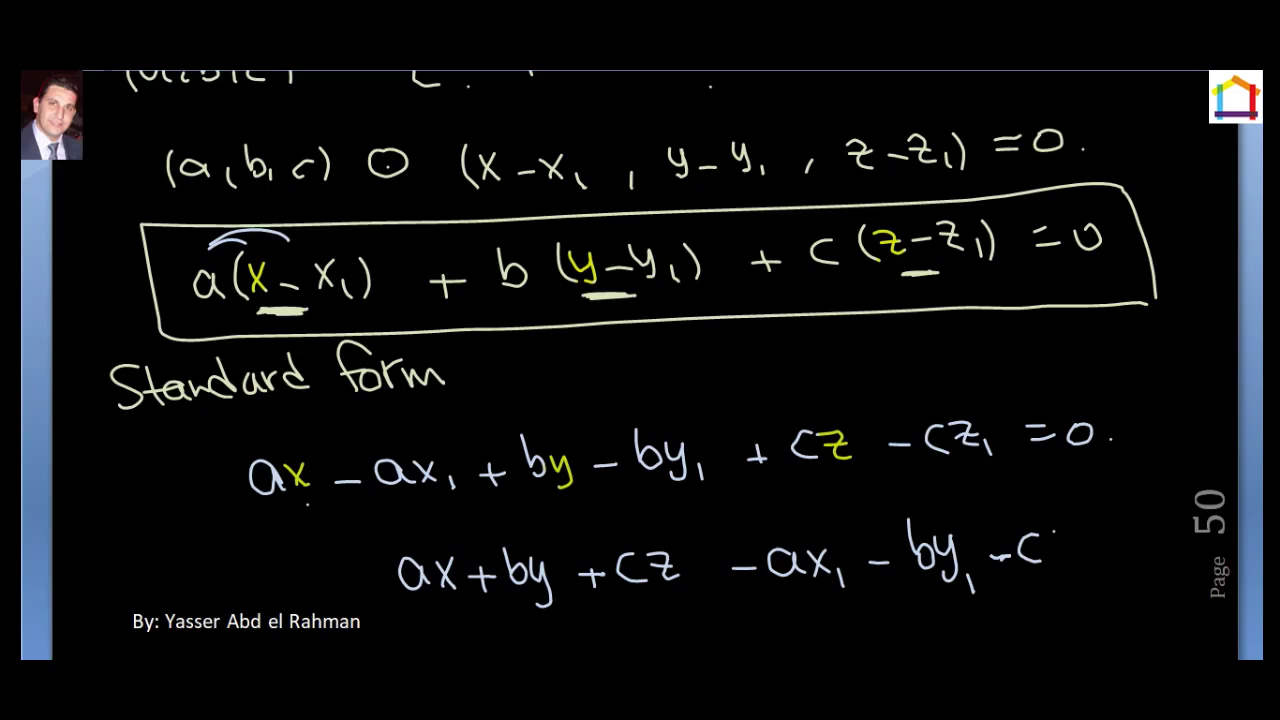 (a, b, c) ⊙ (x - x₁ , y - y₁ , z - z₁) = 0.
a(x - x₁) + b (y - y₁) + c (z - z₁) = 0
Standard form
ax - ax₁ + by - by₁ + cz - cz₁ = 0.
ax + by + cz - ax₁ - by₁ - c
By: Yasser Abd el Rahman
Page 50